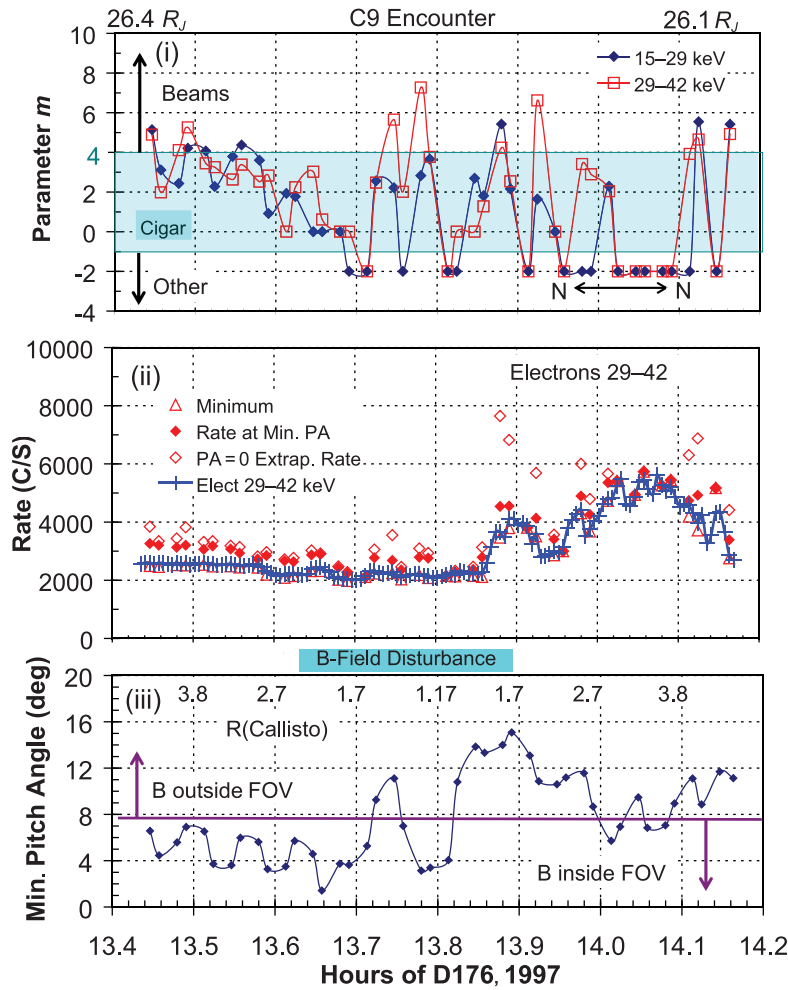 26.4 R_J C9 Encounter 26.1 R_J
(i)
15–29 keV
29–42 keV
Beams
Cigar
Other
N N
Parameter m
10
8
6
4
2
0
-2
-4
(ii)
Electrons 29–42
Minimum
Rate at Min. PA
PA = 0 Extrap. Rate
Elect 29–42 keV
Rate (C/S)
10000
8000
6000
4000
2000
0
B-Field Disturbance
(iii)
3.8 2.7 1.7 1.17 1.7 2.7 3.8
R(Callisto)
B outside FOV
B inside FOV
Min. Pitch Angle (deg)
20
16
12
8
4
0
13.4 13.5 13.6 13.7 13.8 13.9 14.0 14.1 14.2
Hours of D176, 1997